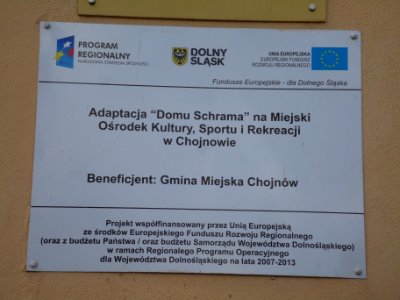 PROGRAM
REGIONALNY
NARODOWA STRATEGIA SPÓJNOŚCI
DOLNY
ŚLĄSK
UNIA EUROPEJSKA
EUROPEJSKI FUNDUSZ
ROZWOJU REGIONALNEGO
Fundusze Europejskie - dla Dolnego Śląska
Adaptacja “Domu Schrama” na Miejski
Ośrodek Kultury, Sportu i Rekreacji
w Chojnowie
Beneficjent: Gmina Miejska Chojnów
Projekt współfinansowany przez Unię Europejską
ze środków Europejskiego Funduszu Rozwoju Regionalnego
(oraz z budżetu Państwa / oraz budżetu Samorządu Województwa Dolnośląskiego)
w ramach Regionalnego Programu Operacyjnego
dla Województwa Dolnośląskiego na lata 2007-2013